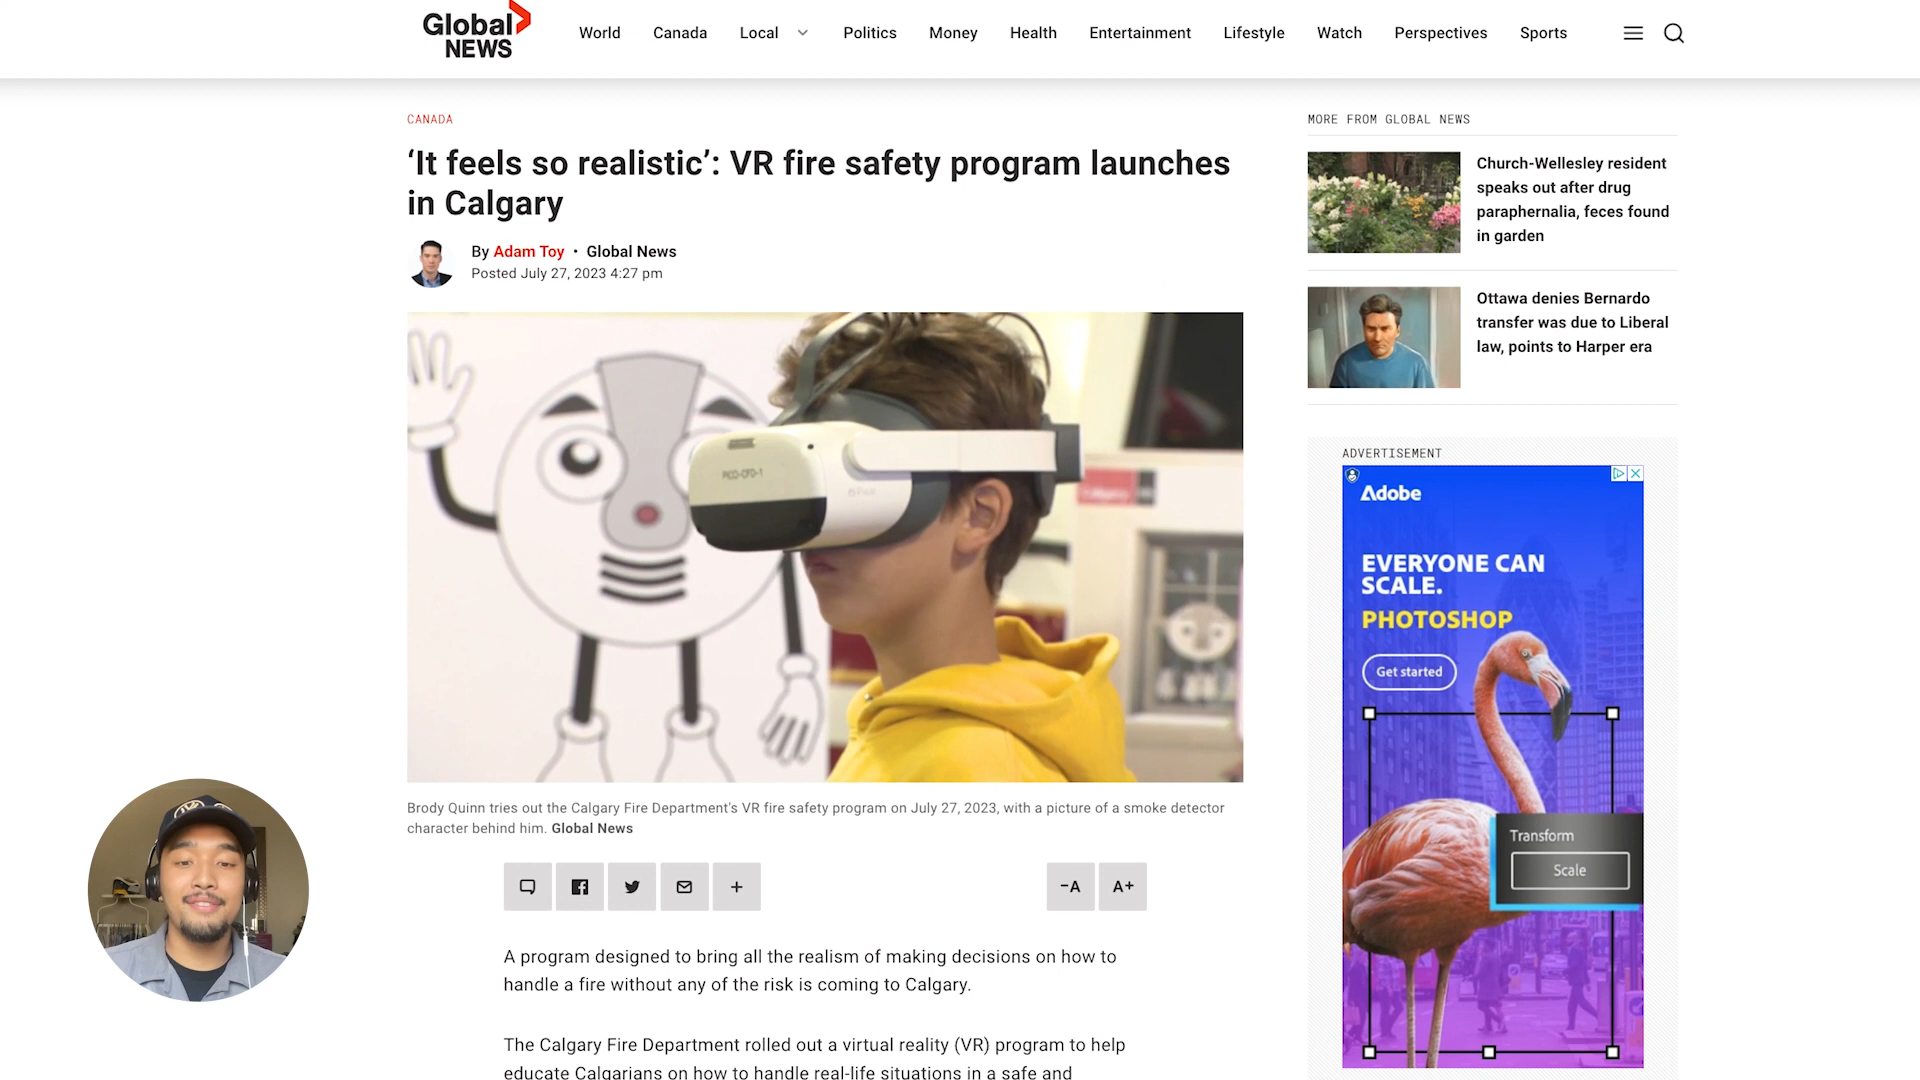 Global
NEWS
World Canada Local Politics Money Health Entertainment Lifestyle Watch Perspectives Sports
CANADA
‘It feels so realistic’: VR fire safety program launches
in Calgary
By Adam Toy • Global News
Posted July 27, 2023 4:27 pm
PICO-CFD-1
Brody Quinn tries out the Calgary Fire Department's VR fire safety program on July 27, 2023, with a picture of a smoke detector
character behind him. Global News
-A A+
A program designed to bring all the realism of making decisions on how to
handle a fire without any of the risk is coming to Calgary.
The Calgary Fire Department rolled out a virtual reality (VR) program to help
educate Calgarians on how to handle real-life situations in a safe and
MORE FROM GLOBAL NEWS
Church-Wellesley resident
speaks out after drug
paraphernalia, feces found
in garden
Ottawa denies Bernardo
transfer was due to Liberal
law, points to Harper era
ADVERTISEMENT
Adobe
EVERYONE CAN
SCALE.
PHOTOSHOP
Get started
Transform
Scale